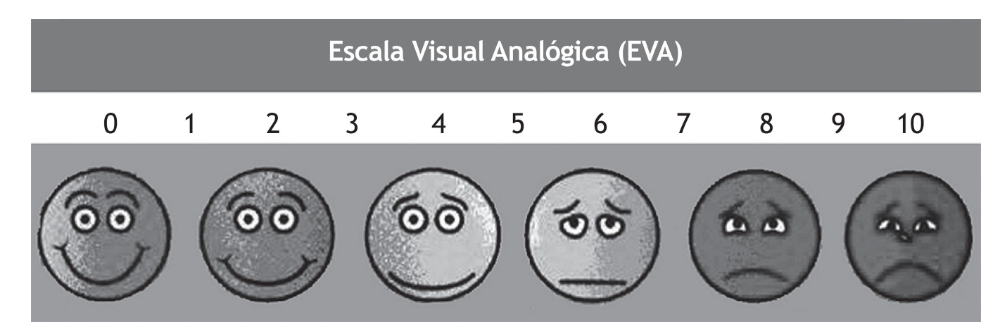 Escala Visual Analógica (EVA)
0 1 2 3 4 5 6 7 8 9 10